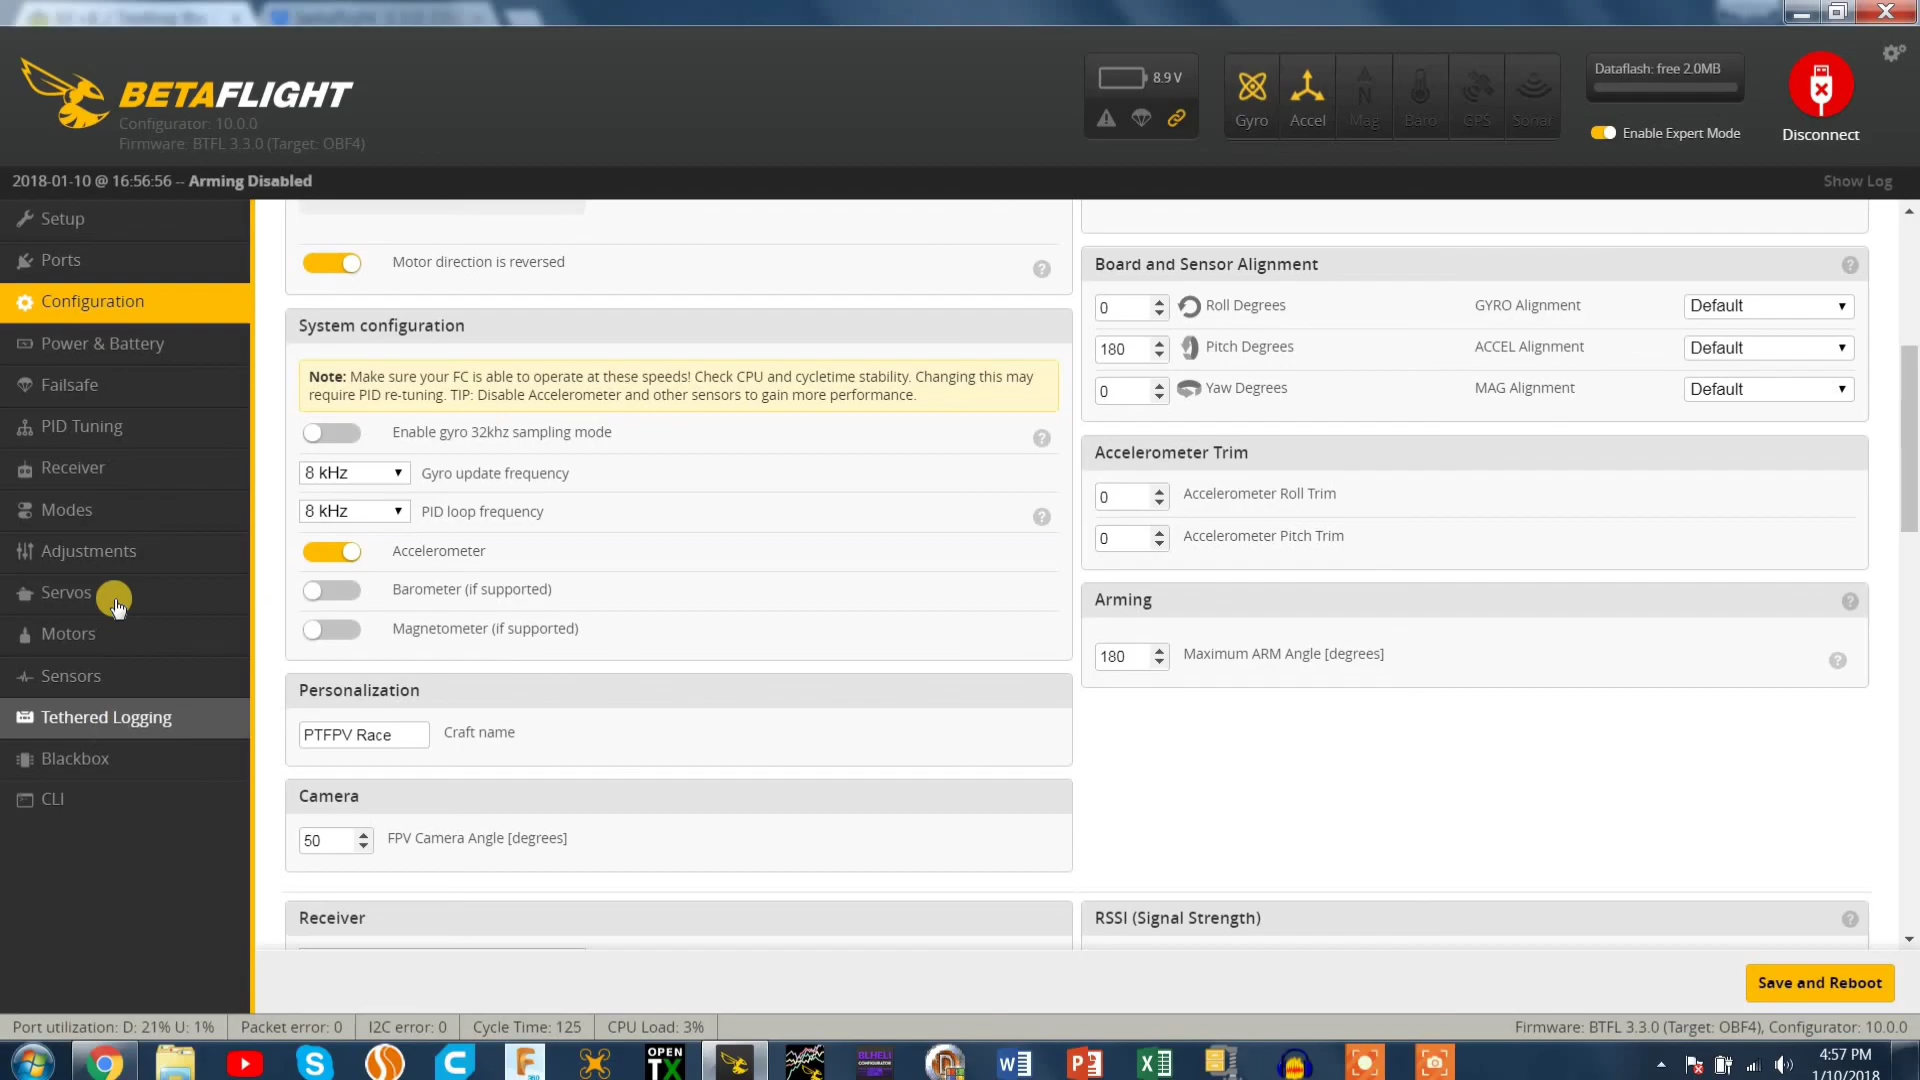 BETAFLIGHT
Configurator: 10.0.0
Firmware: BTFL 3.3.0 (Target: OBF4)
8.9 V
Gyro
Accel
Mag
Baro
GPS
Sonar
Dataflash: free 2.0MB
Enable Expert Mode
Disconnect
2018-01-10 @ 16:56:56 -- Arming Disabled
Show Log
Setup
Ports
Configuration
Power & Battery
Failsafe
PID Tuning
Receiver
Modes
Adjustments
Servos
Motors
Sensors
Tethered Logging
Blackbox
CLI
Motor direction is reversed
System configuration
Note: Make sure your FC is able to operate at these speeds! Check CPU and cycletime stability. Changing this may
require PID re-tuning. TIP: Disable Accelerometer and other sensors to gain more performance.
Enable gyro 32khz sampling mode
8 kHz Gyro update frequency
8 kHz PID loop frequency
Accelerometer
Barometer (if supported)
Magnetometer (if supported)
Personalization
PTFPV Race Craft name
Camera
50 FPV Camera Angle [degrees]
Receiver
Board and Sensor Alignment
0 Roll Degrees GYRO Alignment Default
180 Pitch Degrees ACCEL Alignment Default
0 Yaw Degrees MAG Alignment Default
Accelerometer Trim
0 Accelerometer Roll Trim
0 Accelerometer Pitch Trim
Arming
180 Maximum ARM Angle [degrees]
RSSI (Signal Strength)
Save and Reboot
Port utilization: D: 21% U: 1%
Packet error: 0
I2C error: 0
Cycle Time: 125
CPU Load: 3%
Firmware: BTFL 3.3.0 (Target: OBF4), Configurator: 10.0.0
OPEN
TX
BLHELI
4:57 PM
1/10/2018